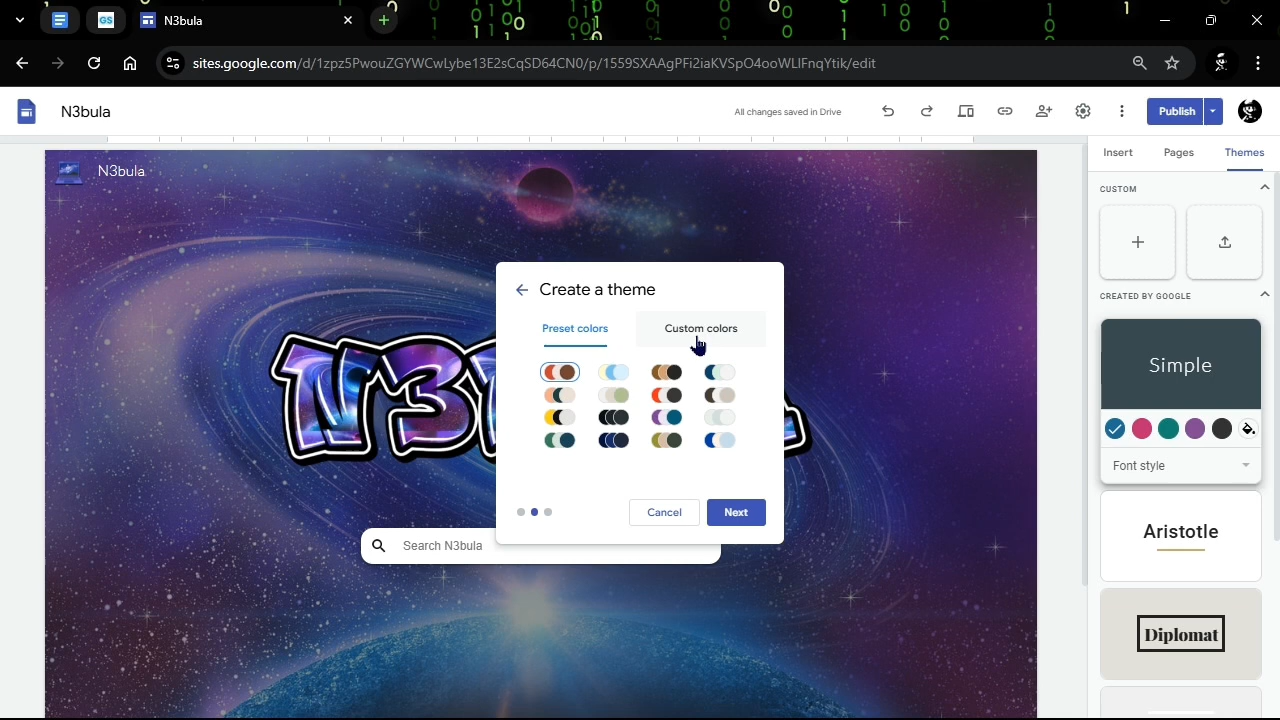 N3bula
sites.google.com/d/1zpz5PwouZGYWCwLybe13E2sCqSD64CN0/p/1559SXAAgPFi2iaKVSpO4ooWLlFnqYtik/edit
N3bula
All changes saved in Drive
Publish
Insert
Pages
Themes
N3bula
CUSTOM
CREATED BY GOOGLE
Create a theme
Preset colors
Custom colors
Simple
Font style
Cancel
Next
Search N3bula
Aristotle
Diplomat